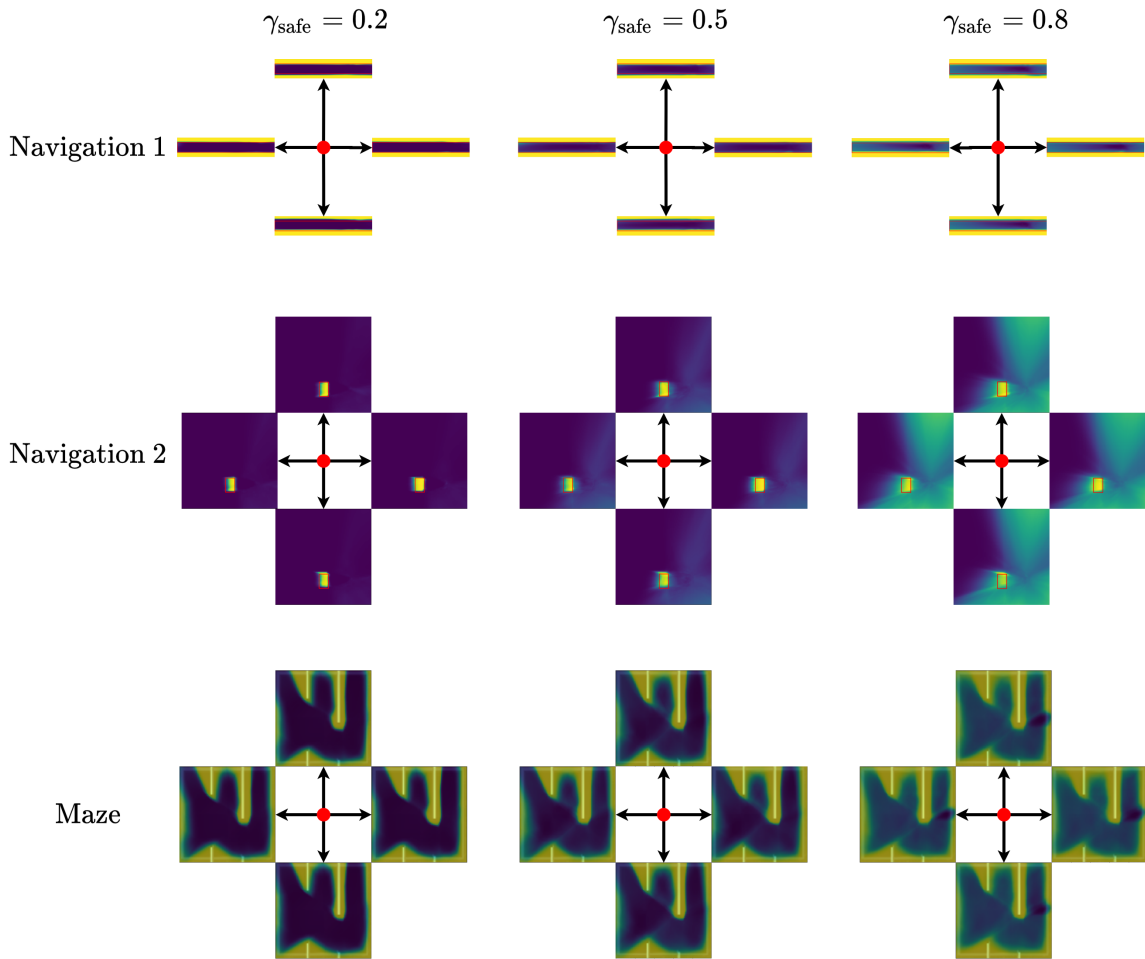 γsafe = 0.2
γsafe = 0.5
γsafe = 0.8
Navigation 1
Navigation 2
Maze